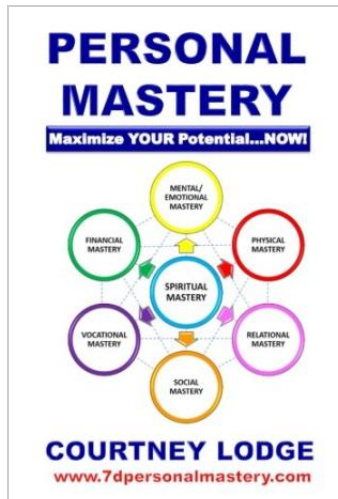 PERSONAL
MASTERY
Maximize YOUR Potential...NOW!
MENTAL/
EMOTIONAL
MASTERY
FINANCIAL
MASTERY
PHYSICAL
MASTERY
SPIRITUAL
MASTERY
VOCATIONAL
MASTERY
RELATIONAL
MASTERY
SOCIAL
MASTERY
COURTNEY LODGE
www.7dpersonalmastery.com